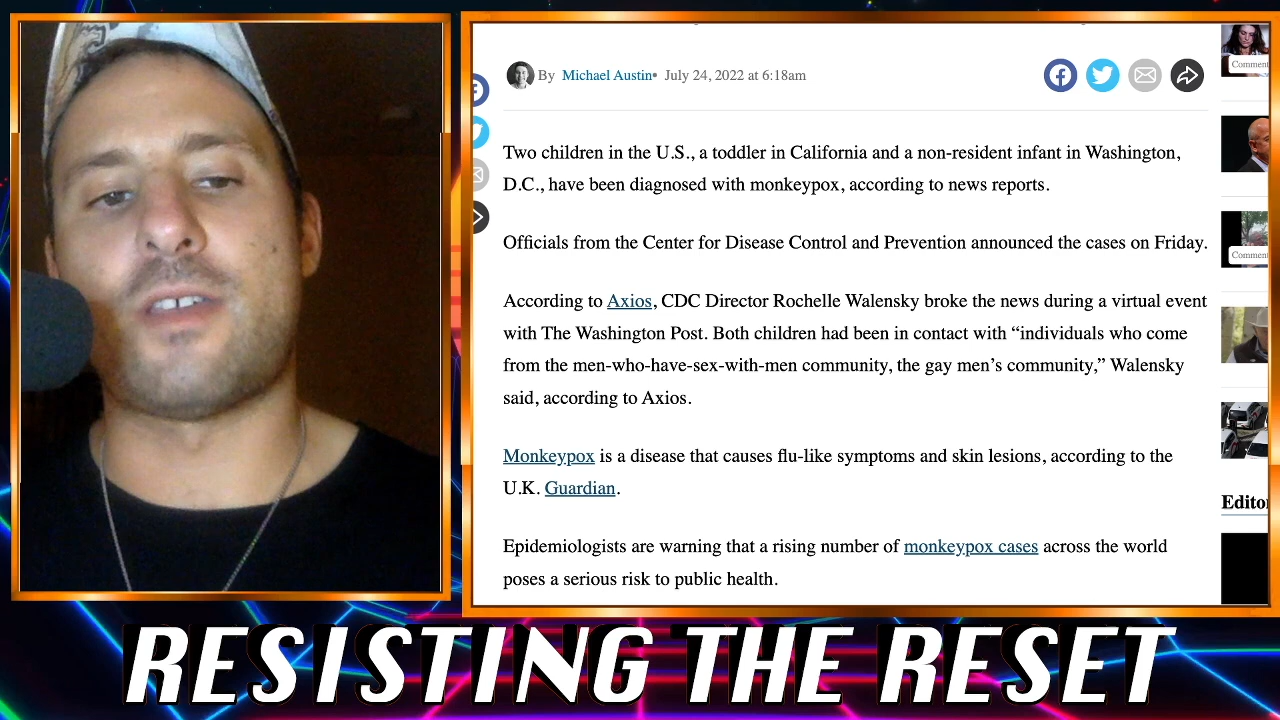 By Michael Austin• July 24, 2022 at 6:18am
Comment
Two children in the U.S., a toddler in California and a non-resident infant in Washington,
D.C., have been diagnosed with monkeypox, according to news reports.
Officials from the Center for Disease Control and Prevention announced the cases on Friday.
Comment
According to Axios, CDC Director Rochelle Walensky broke the news during a virtual event
with The Washington Post. Both children had been in contact with “individuals who come
from the men-who-have-sex-with-men community, the gay men’s community,” Walensky
said, according to Axios.
Monkeypox is a disease that causes flu-like symptoms and skin lesions, according to the
U.K. Guardian.
Edito
Epidemiologists are warning that a rising number of monkeypox cases across the world
poses a serious risk to public health.
RESISTING THE RESET